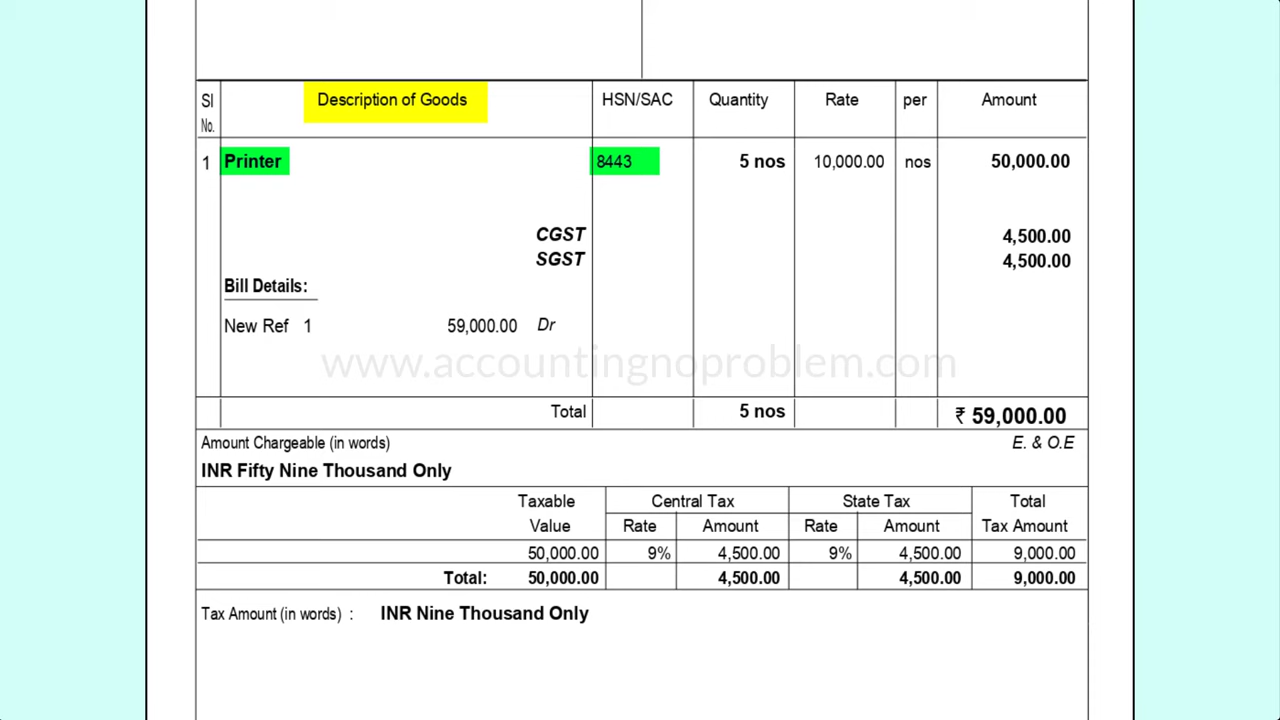 Sl No. Description of Goods HSN/SAC Quantity Rate per Amount
1 Printer 8443 5 nos 10,000.00 nos 50,000.00
CGST 4,500.00
SGST 4,500.00
Bill Details:
New Ref 1 59,000.00 Dr
www.accountingnoproblem.com
Total 5 nos ₹ 59,000.00
Amount Chargeable (in words) E. & O.E
INR Fifty Nine Thousand Only
Taxable Value Central Tax State Tax Total Tax Amount
Rate Amount Rate Amount
50,000.00 9% 4,500.00 9% 4,500.00 9,000.00
Total: 50,000.00 4,500.00 4,500.00 9,000.00
Tax Amount (in words) : INR Nine Thousand Only